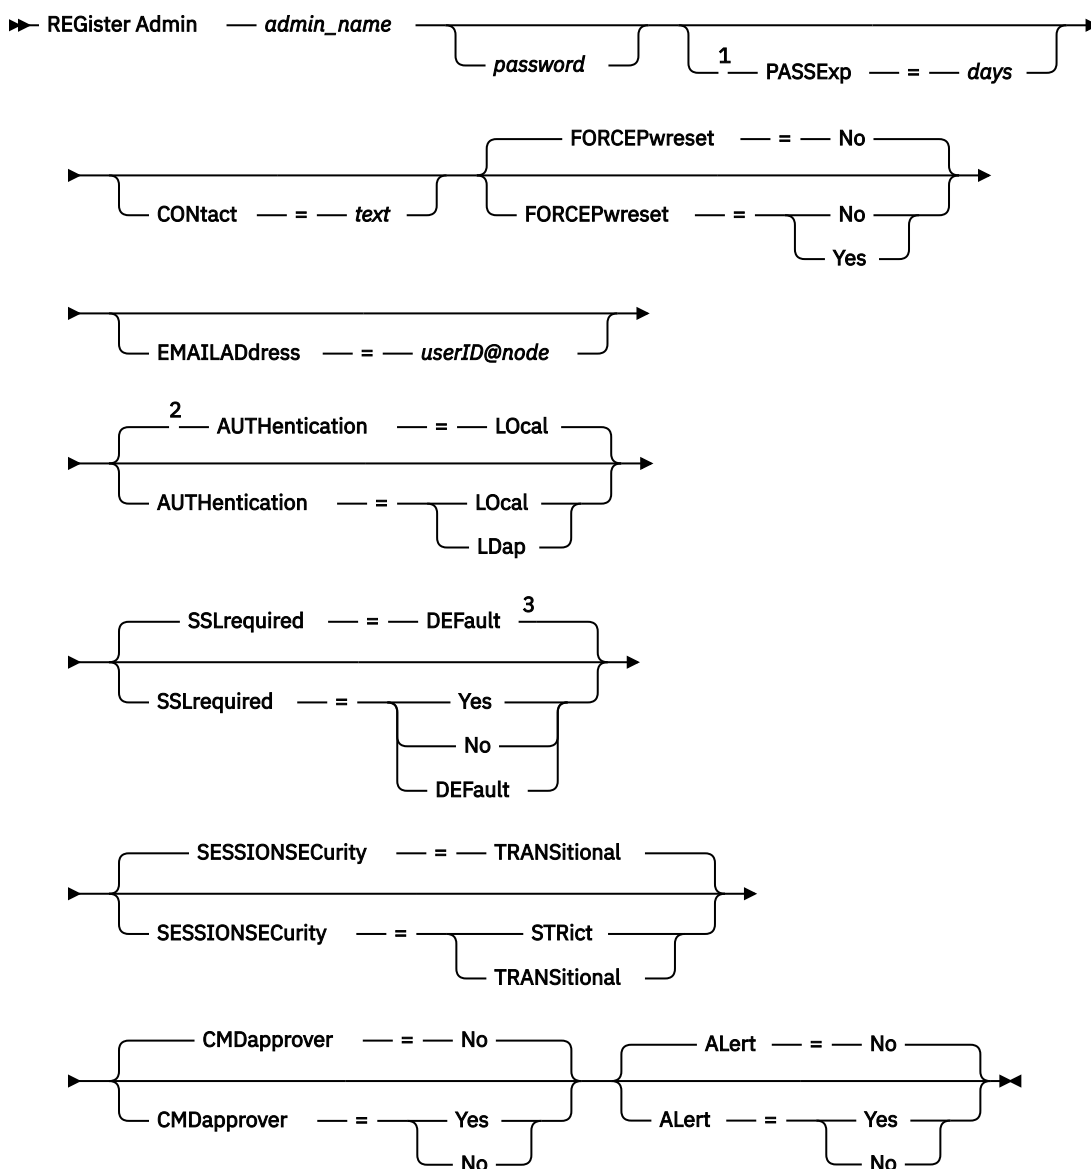 REGister Admin admin_name
password
1 PASSExp = days
CONtact = text
FORCEPwreset = No
FORCEPwreset = No
Yes
EMAILADdress = userID@node
2 AUTHentication = LOcal
AUTHentication = LOcal
LDap
SSLrequired = DEFault 3
SSLrequired = Yes
No
DEFault
SESSIONSECurity = TRANSitional
SESSIONSECurity = STRict
TRANSitional
CMDapprover = No
CMDapprover = Yes
No
ALert = No
ALert = Yes
No